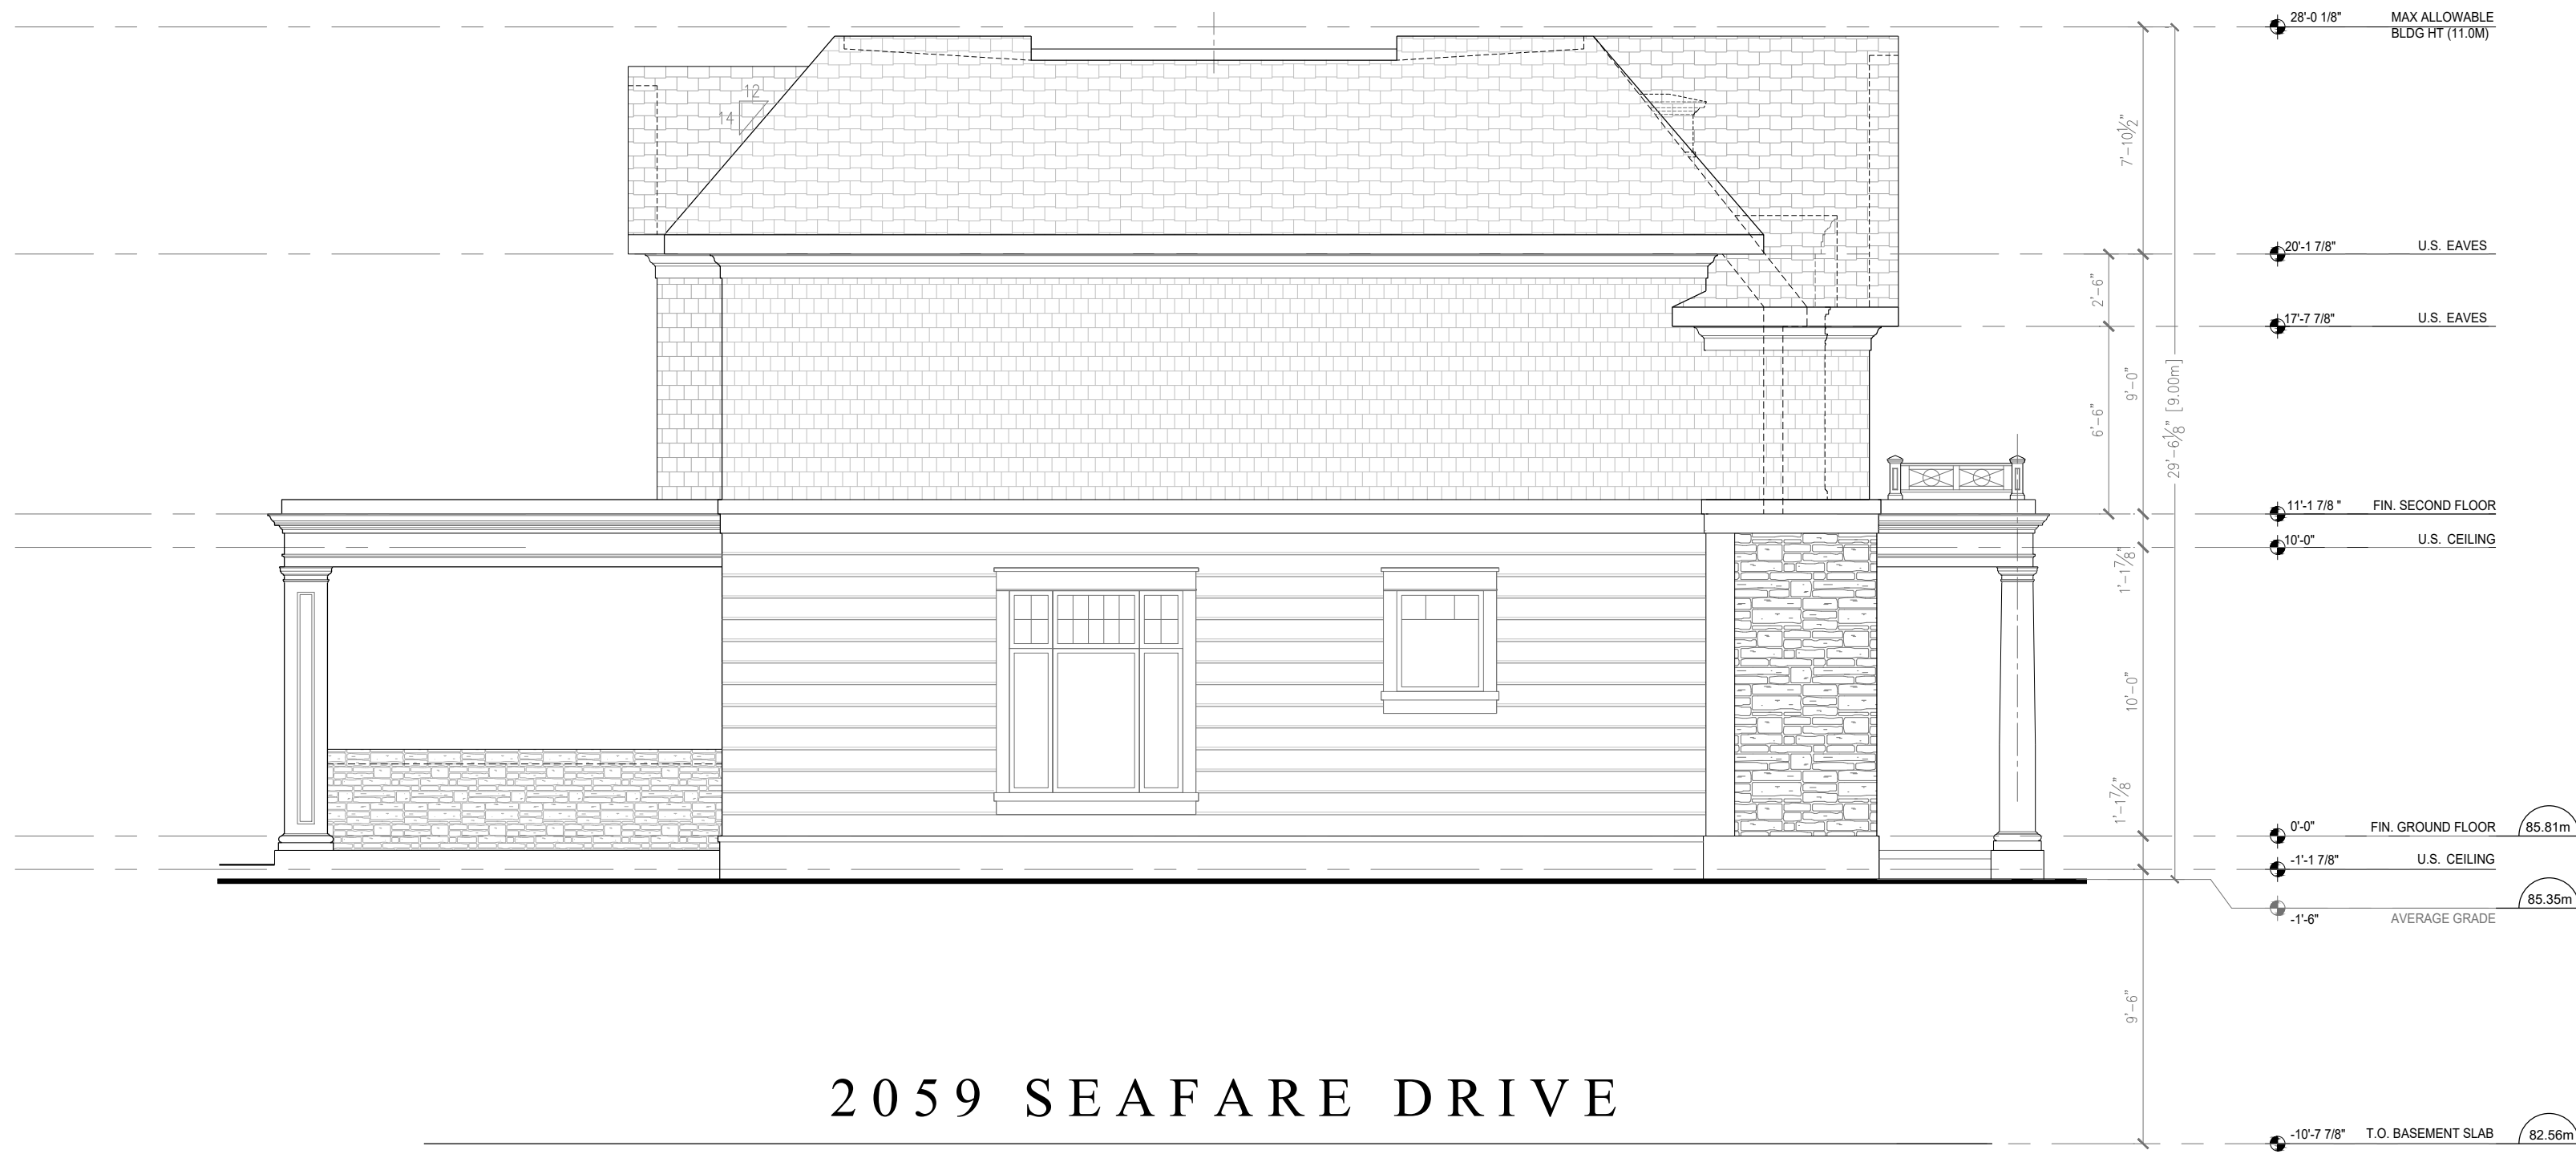 28'-0 1/8" MAX ALLOWABLE
BLDG HT (11.0M)
12
14
7'-10½"
20'-1 7/8" U.S. EAVES
2'-6"
17'-7 7/8" U.S. EAVES
9'-0"
29'-6⅛" [9.00m]
6'-6"
11'-1 7/8 " FIN. SECOND FLOOR
10'-0" U.S. CEILING
1'-1⅞"
10'-0"
1'-1⅞"
0'-0" FIN. GROUND FLOOR 85.81m
-1'-1 7/8" U.S. CEILING
85.35m
-1'-6" AVERAGE GRADE
9'-6"
2059 SEAFARE DRIVE
-10'-7 7/8" T.O. BASEMENT SLAB 82.56m